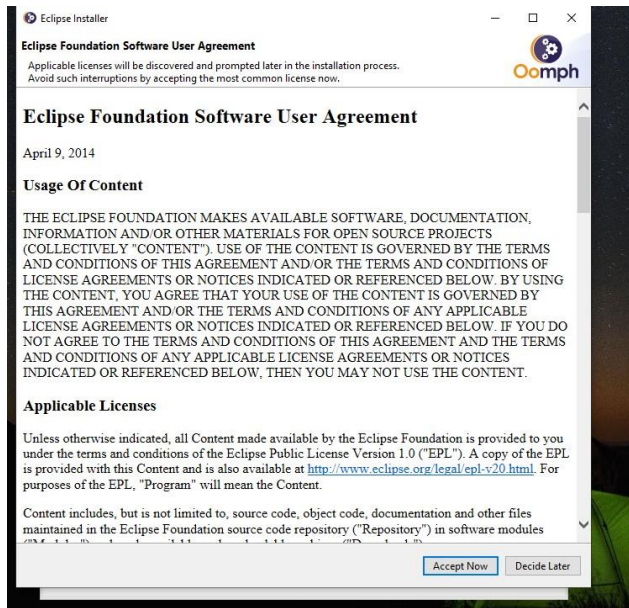 Eclipse Installer
Eclipse Foundation Software User Agreement
Applicable licenses will be discovered and prompted later in the installation process.
Avoid such interruptions by accepting the most common license now.
Oomph
Eclipse Foundation Software User Agreement
April 9, 2014
Usage Of Content
THE ECLIPSE FOUNDATION MAKES AVAILABLE SOFTWARE, DOCUMENTATION,
INFORMATION AND/OR OTHER MATERIALS FOR OPEN SOURCE PROJECTS
(COLLECTIVELY "CONTENT"). USE OF THE CONTENT IS GOVERNED BY THE TERMS
AND CONDITIONS OF THIS AGREEMENT AND/OR THE TERMS AND CONDITIONS OF
LICENSE AGREEMENTS OR NOTICES INDICATED OR REFERENCED BELOW. BY USING
THE CONTENT, YOU AGREE THAT YOUR USE OF THE CONTENT IS GOVERNED BY
THIS AGREEMENT AND/OR THE TERMS AND CONDITIONS OF ANY APPLICABLE
LICENSE AGREEMENTS OR NOTICES INDICATED OR REFERENCED BELOW. IF YOU DO
NOT AGREE TO THE TERMS AND CONDITIONS OF THIS AGREEMENT AND THE TERMS
AND CONDITIONS OF ANY APPLICABLE LICENSE AGREEMENTS OR NOTICES
INDICATED OR REFERENCED BELOW, THEN YOU MAY NOT USE THE CONTENT.
Applicable Licenses
Unless otherwise indicated, all Content made available by the Eclipse Foundation is provided to you
under the terms and conditions of the Eclipse Public License Version 1.0 ("EPL"). A copy of the EPL
is provided with this Content and is also available at http://www.eclipse.org/legal/epl-v20.html. For
purposes of the EPL, "Program" will mean the Content.
Content includes, but is not limited to, source code, object code, documentation and other files
maintained in the Eclipse Foundation source code repository ("Repository") in software modules
Accept Now
Decide Later